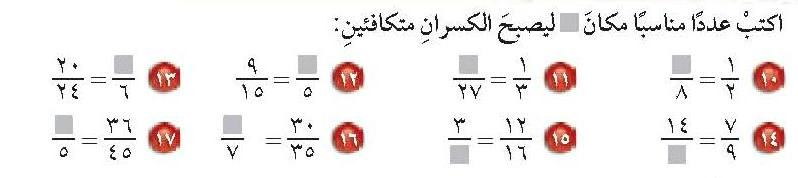 اكتبْ عددًا مناسبًا مكانَ ■ ليصبحَ الكسرانِ متكافئينِ:
١٠ ١/٢ = ■/٨ ١١ ١/٣ = ■/٢٧ ١٢ ■/٥ = ٩/١٥ ١٣ ■/٦ = ٢٠/٢٤
١٤ ٧/٩ = ١٤/■ ١٥ ١٢/١٦ = ٣/■ ١٦ ٣٠/٣٥ = ■/٧ ١٧ ٣٦/٤٥ = ■/٥